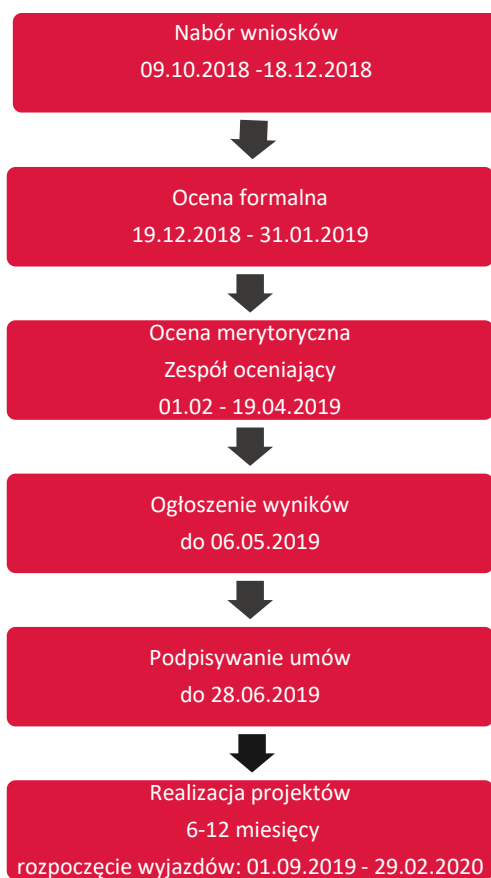 Nabór wniosków
09.10.2018 -18.12.2018
Ocena formalna
19.12.2018 - 31.01.2019
Ocena merytoryczna
Zespół oceniający
01.02 - 19.04.2019
Ogłoszenie wyników
do 06.05.2019
Podpisywanie umów
do 28.06.2019
Realizacja projektów
6-12 miesięcy
rozpoczęcie wyjazdów: 01.09.2019 - 29.02.2020